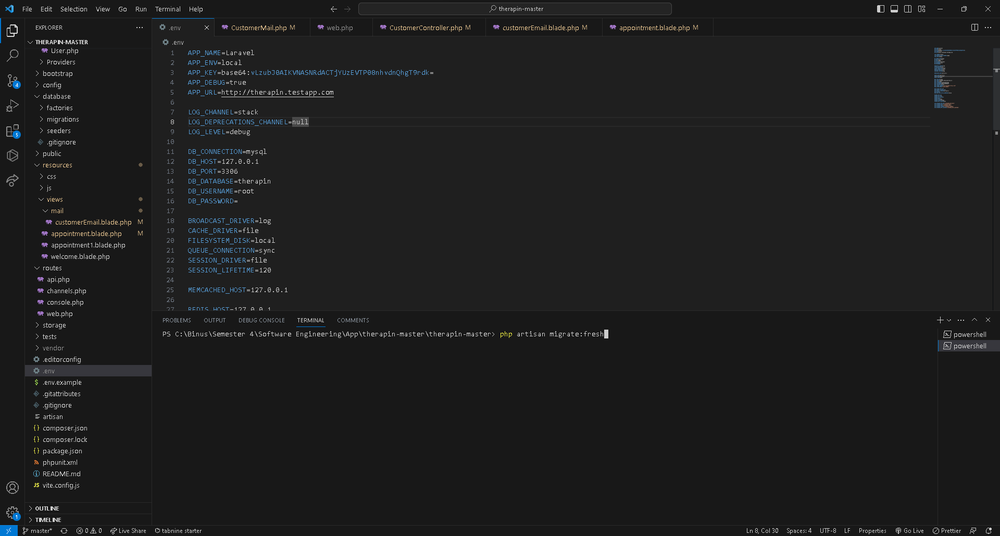 File Edit Selection View Go Run Terminal Help
therapin-master
EXPLORER
THERAPIN-MASTER
User.php
Providers
bootstrap
config
database
factories
migrations
seeders
.gitignore
public
resources
css
js
views
mail
customerEmail.blade.php M
appointment.blade.php M
appointment1.blade.php
welcome.blade.php
routes
api.php
channels.php
console.php
web.php
storage
tests
vendor
.editorconfig
.env
.env.example
.gitattributes
.gitignore
artisan
composer.json
composer.lock
package.json
phpunit.xml
README.md
vite.config.js
OUTLINE
TIMELINE
4
5
1
.env CustomerMail.php M web.php CustomerController.php M customerEmail.blade.php M appointment.blade.php M
.env
1 APP_NAME=Laravel
2 APP_ENV=local
3 APP_KEY=base64:vLzubJ0AIKVNASNRdACTjYUzEVTP08nhvdnQhgT9rdk=
4 APP_DEBUG=true
5 APP_URL=http://therapin.testapp.com
6
7 LOG_CHANNEL=stack
8 LOG_DEPRECATIONS_CHANNEL=null
9 LOG_LEVEL=debug
10
11 DB_CONNECTION=mysql
12 DB_HOST=127.0.0.1
13 DB_PORT=3306
14 DB_DATABASE=therapin
15 DB_USERNAME=root
16 DB_PASSWORD=
17
18 BROADCAST_DRIVER=log
19 CACHE_DRIVER=file
20 FILESYSTEM_DISK=local
21 QUEUE_CONNECTION=sync
22 SESSION_DRIVER=file
23 SESSION_LIFETIME=120
24
25 MEMCACHED_HOST=127.0.0.1
26
27 REDIS_HOST=127.0.0.1
PROBLEMS OUTPUT DEBUG CONSOLE TERMINAL COMMENTS
PS C:\Binus\Semester 4\Software Engineering\App\therapin-master\therapin-master> php artisan migrate:fresh
powershell
powershell
master* 0 0 Live Share tabnine starter Ln 8, Col 30 Spaces: 4 UTF-8 LF Properties Go Live Prettier